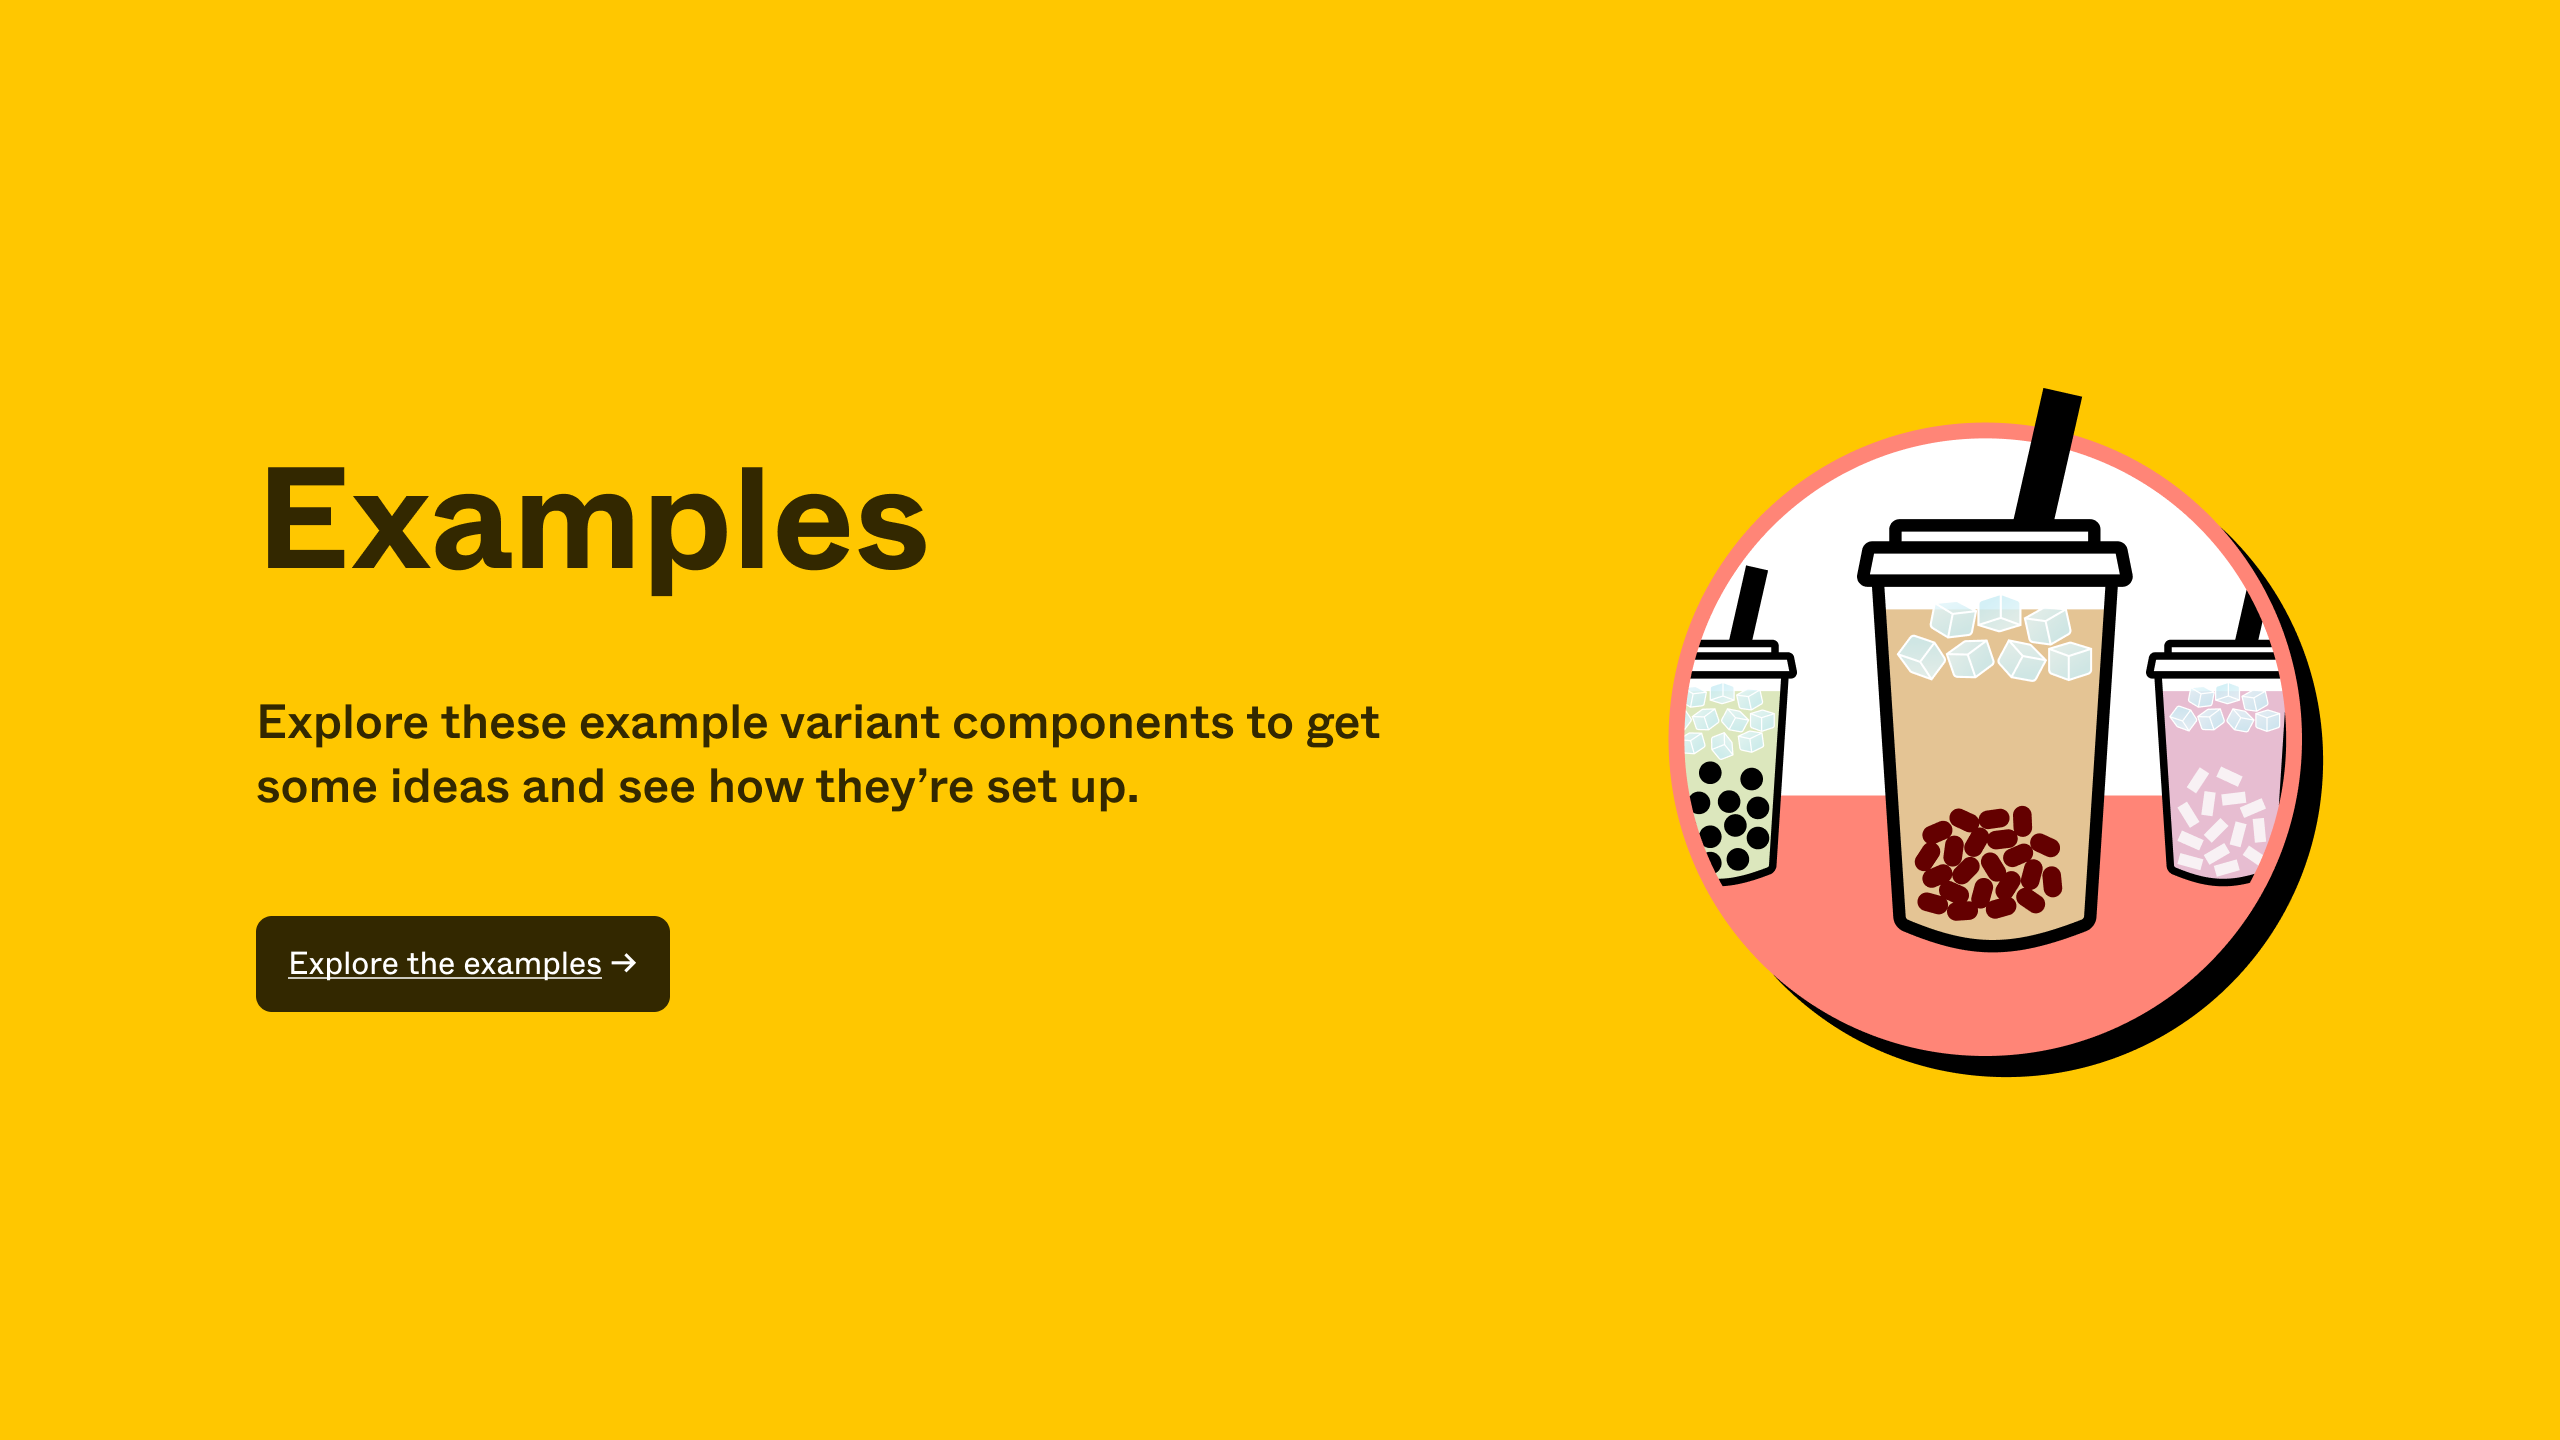 Examples
Explore these example variant components to get
some ideas and see how they’re set up.
Explore the examples →